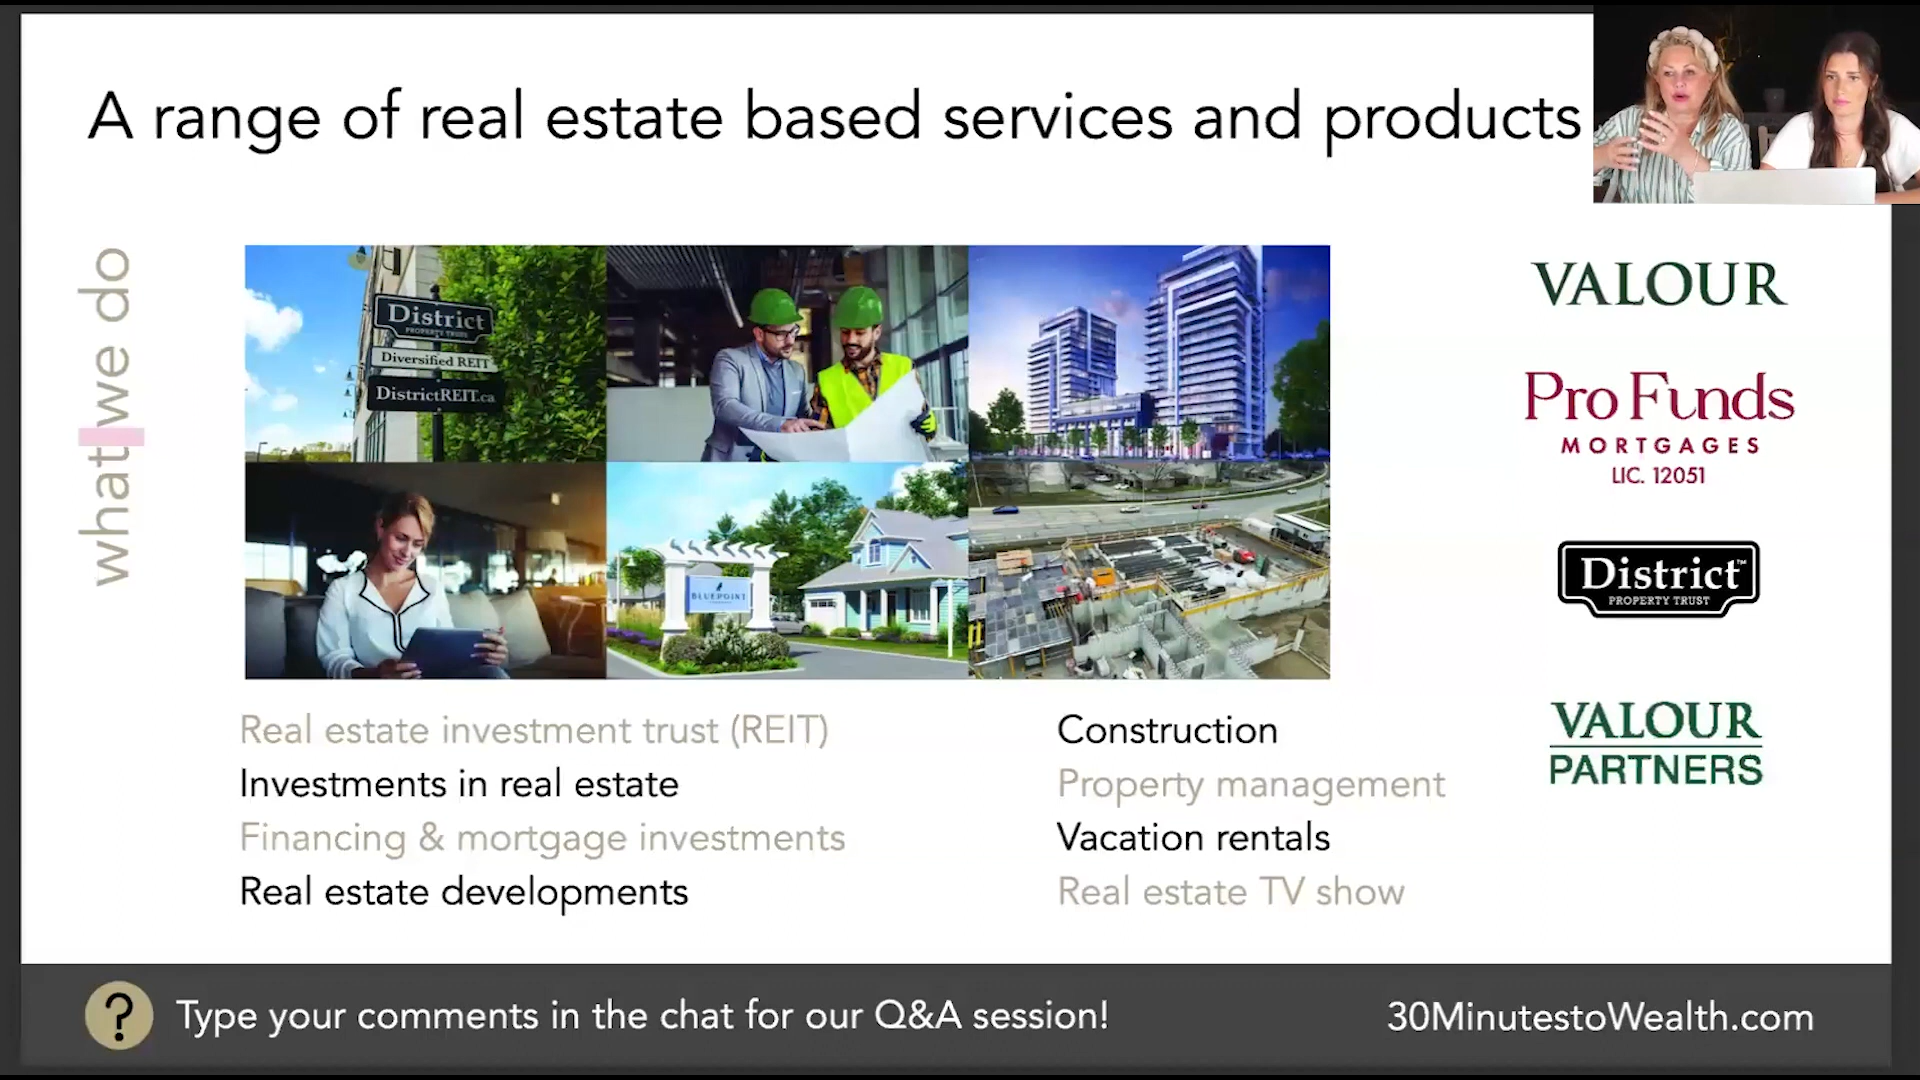 A range of real estate based services and products
what we do
District
PROPERTY TRUST
Diversified REIT
DistrictREIT.ca
BLUEPOINT
VALOUR
Pro Funds
MORTGAGES
LIC. 12051
District™
PROPERTY TRUST
VALOUR
PARTNERS
Real estate investment trust (REIT)
Investments in real estate
Financing & mortgage investments
Real estate developments
Construction
Property management
Vacation rentals
Real estate TV show
? Type your comments in the chat for our Q&A session!
30MinutestoWealth.com